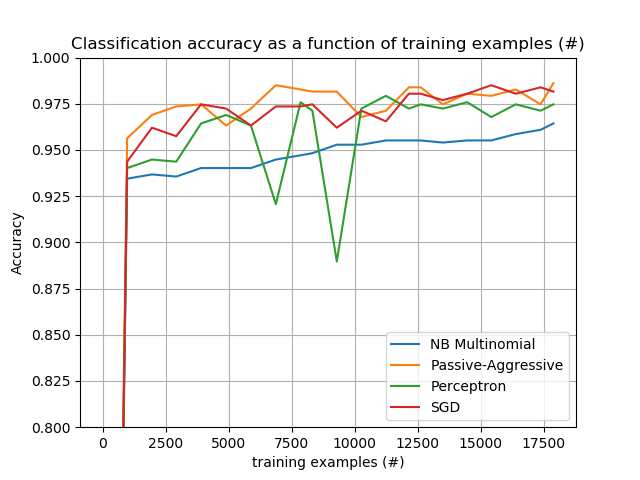 Classification accuracy as a function of training examples (#)
1.000
0.975
0.950
0.925
0.900
0.875
0.850
0.825
0.800
Accuracy
NB Multinomial
Passive-Aggressive
Perceptron
SGD
0 2500 5000 7500 10000 12500 15000 17500
training examples (#)